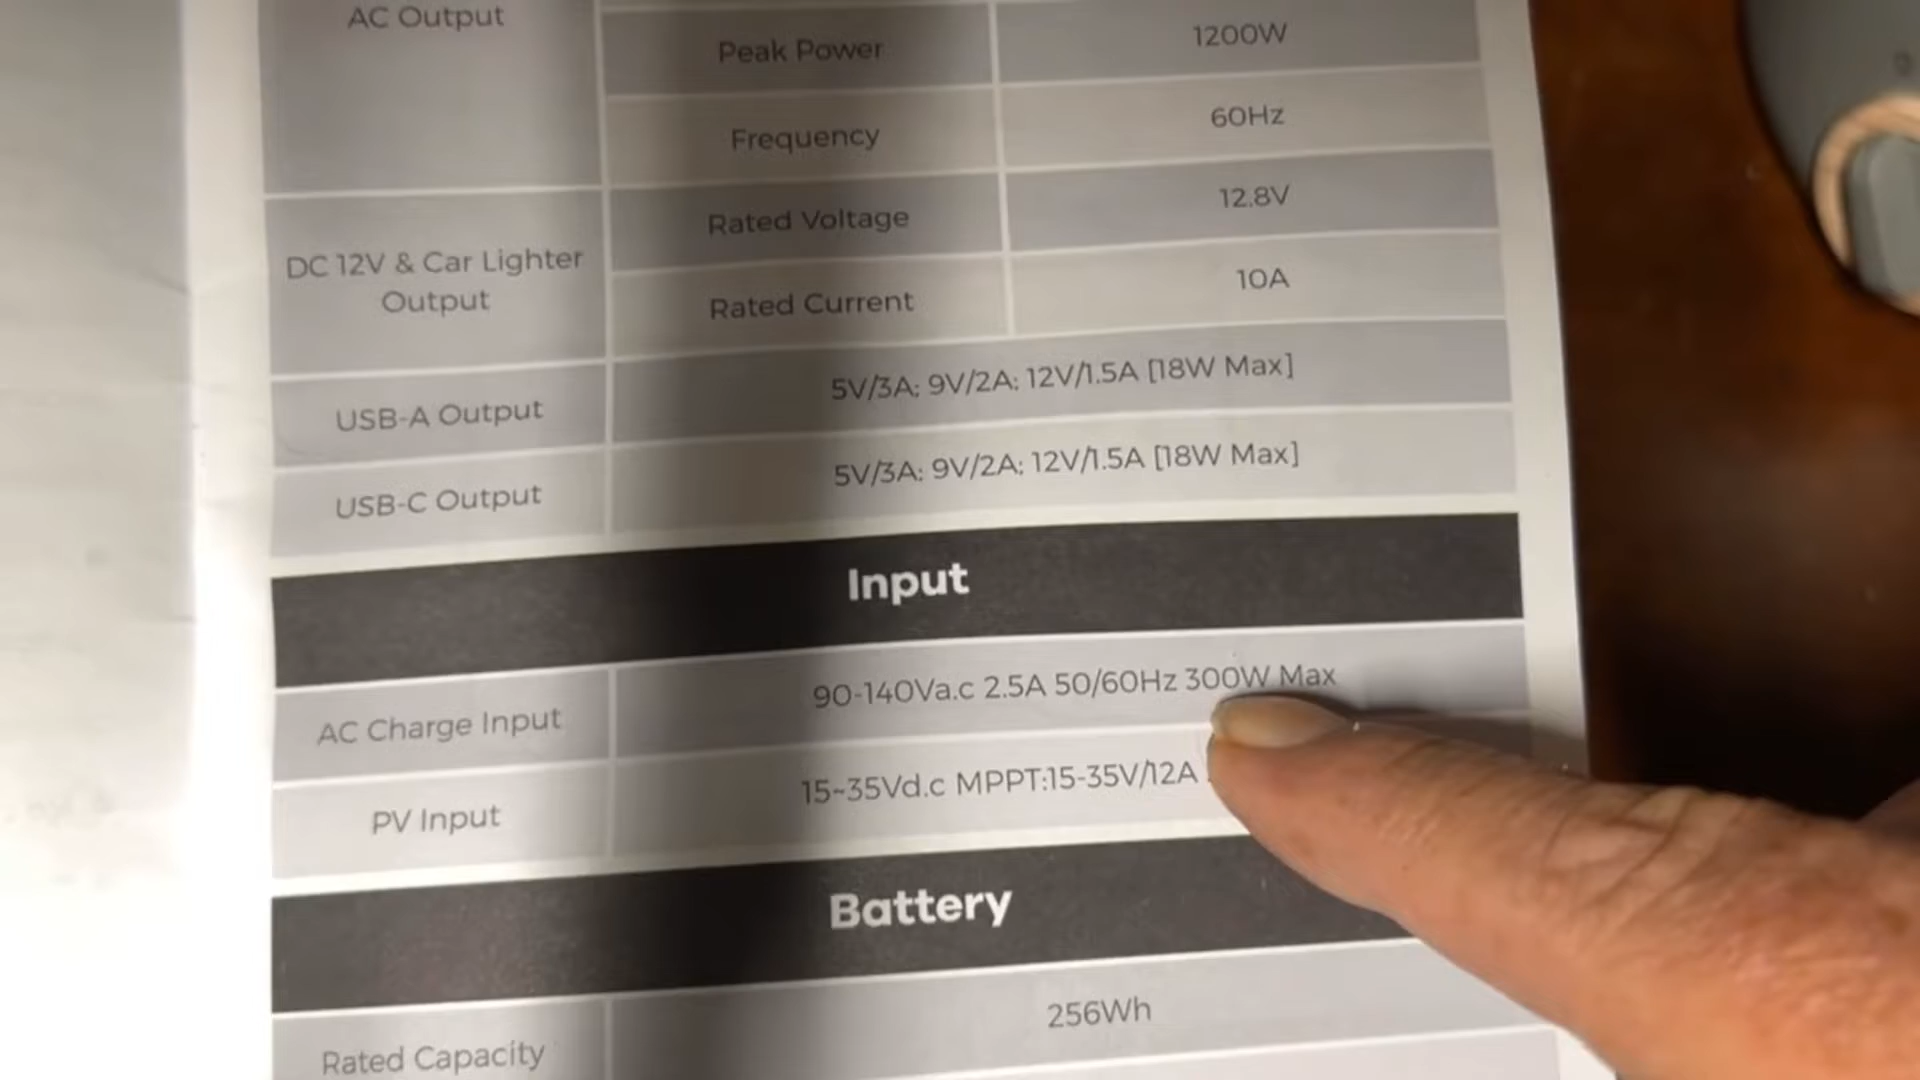 AC Output
Peak Power 1200W
Frequency 60Hz
DC 12V & Car Lighter
Output
Rated Voltage 12.8V
Rated Current 10A
USB-A Output 5V/3A; 9V/2A; 12V/1.5A [18W Max]
USB-C Output 5V/3A; 9V/2A; 12V/1.5A [18W Max]
Input
AC Charge Input 90-140Va.c 2.5A 50/60Hz 300W Max
PV Input 15~35Vd.c MPPT:15-35V/12A
Battery
Rated Capacity 256Wh